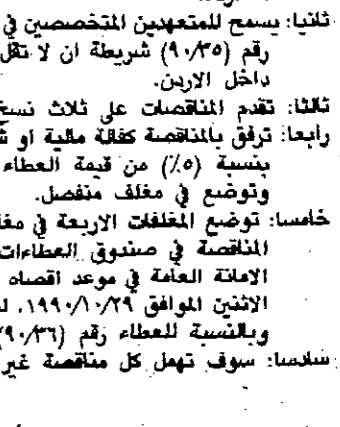 ثانيا: يسمح للمتعهدين المتخصصين في
رقم (٩٠/٣٥) شريطة ان لا تقل
داخل الاردن.
ثالثا: تقدم المناقصات على ثلاث نسخ
رابعا: ترفق بالمناقصة كفالة مالية او
بنسبة (٥٪) من قيمة العطاء
وتوضع في مغلف منفصل.
خامسا: توضع المغلفات الاربعة في
المناقصة في صندوق العطاءات
الامانة العامة في موعد اقصاه
الاثنين الموافق ١٩٩٠/١٠/٢٩.
وبالنسبة للعطاء رقم (٩٠/٣٦)
سادسا: سوف تهمل كل مناقصة غير